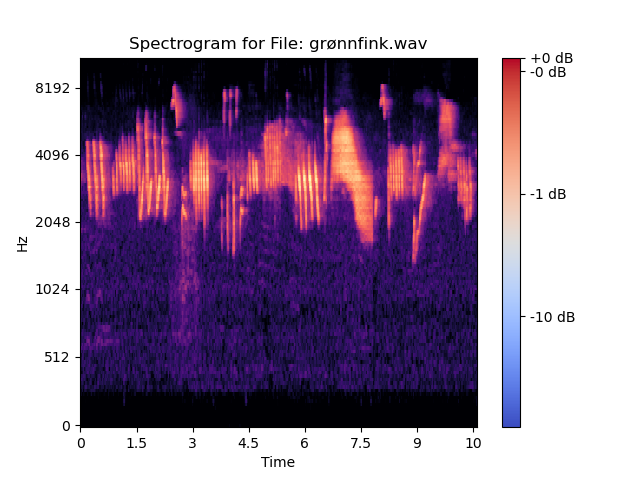 Spectrogram for File: grønnfink.wav
+0 dB
-0 dB
8192
4096
2048
1024
512
0
-1 dB
-10 dB
Hz
0 1.5 3 4.5 6 7.5 9 10
Time